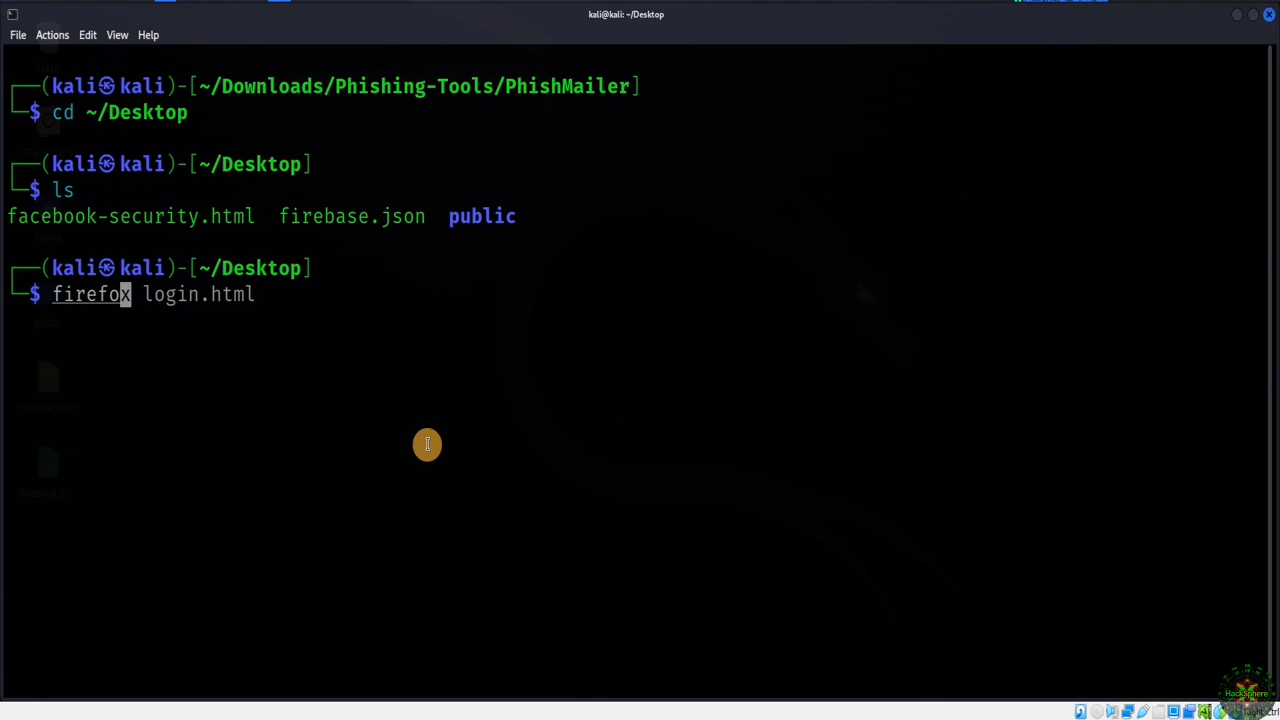 kali@kali: ~/Desktop
File Actions Edit View Help
┌──(kali㉿kali)-[~/Downloads/Phishing-Tools/PhishMailer]
└─$ cd ~/Desktop
┌──(kali㉿kali)-[~/Desktop]
└─$ ls
facebook-security.html firebase.json public
┌──(kali㉿kali)-[~/Desktop]
└─$ firefox login.html
HackSphere